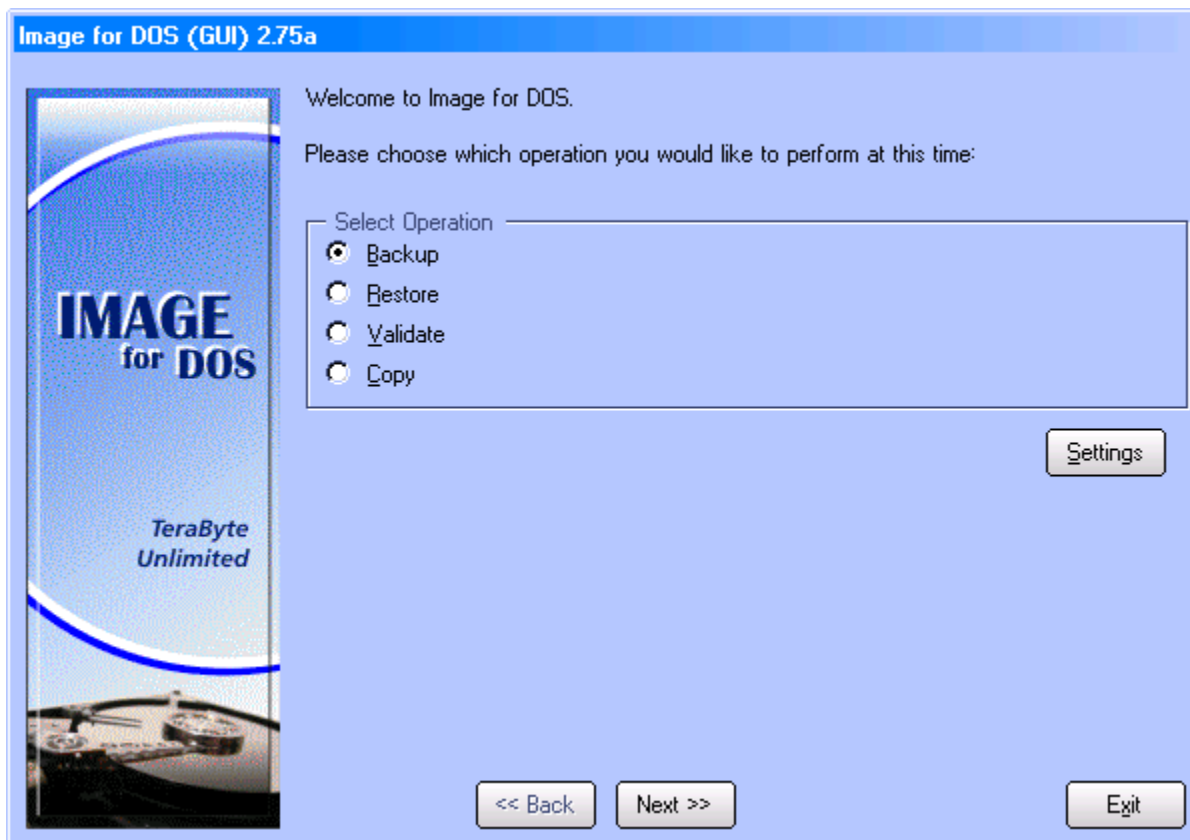 Image for DOS (GUI) 2.75a
Welcome to Image for DOS.
Please choose which operation you would like to perform at this time:
Select Operation
Backup
Restore
Validate
Copy
IMAGE
for DOS
Settings
TeraByte
Unlimited
<< Back
Next >>
Exit